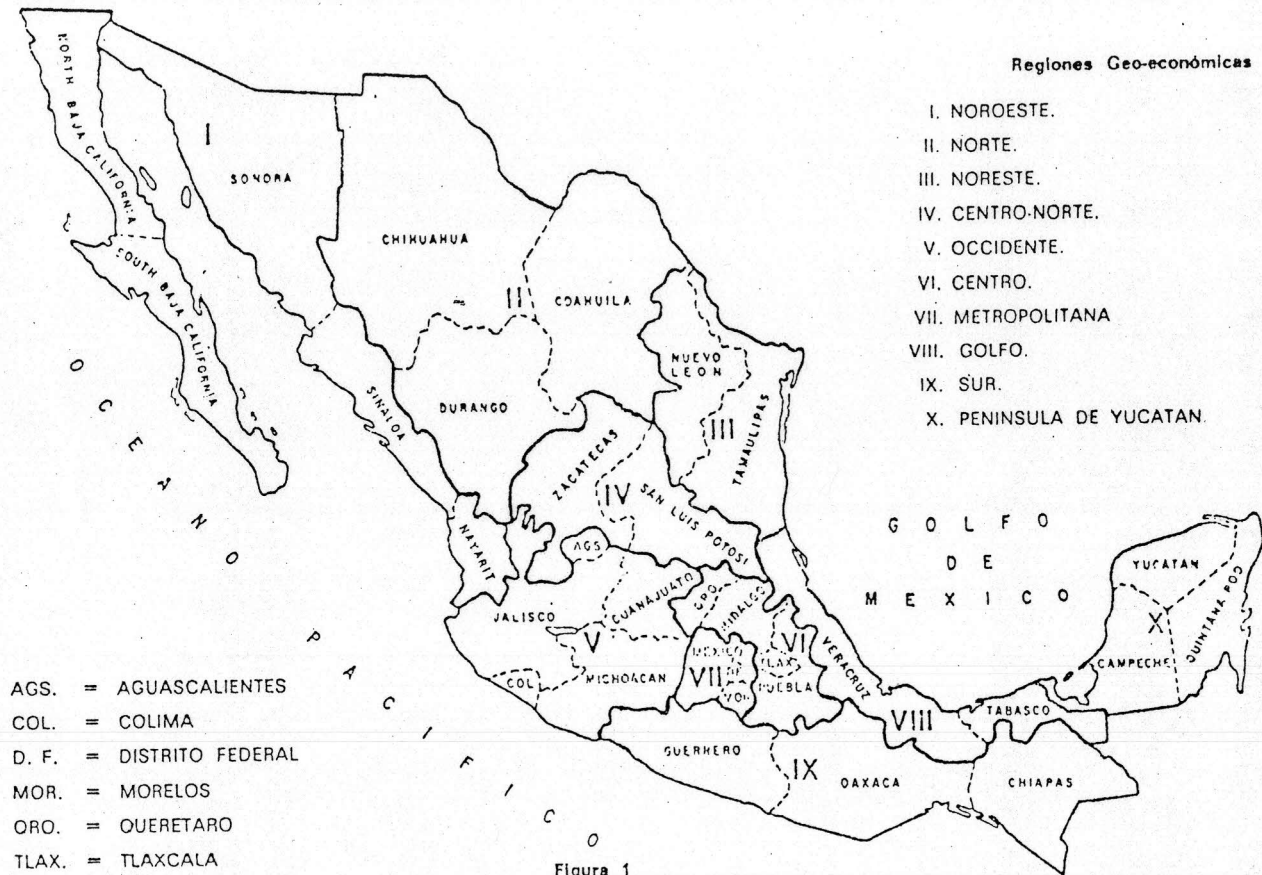 Regiones Geo-económicas
I. NOROESTE.
II. NORTE.
III. NORESTE.
IV. CENTRO-NORTE.
V. OCCIDENTE.
VI. CENTRO.
VII. METROPOLITANA
VIII. GOLFO.
IX. SUR.
X. PENINSULA DE YUCATAN.
NORTH BAJA CALIFORNIA
SOUTH BAJA CALIFORNIA
I
SONORA
CHIHUAHUA
II
COAHUILA
NUEVO
LEON
III
TAMAULIPAS
SINALOA
DURANGO
ZACATECAS
IV
SAN LUIS POTOSI
NAYARIT
AGS.
JALISCO
GUANAJUATO
QRO.
HIDALGO
V
COL.
MICHOACAN
MEXICO
VII
VI
TLAX.
PUEBLA
VERACRUZ
VIII
GUERRERO
IX
OAXACA
CHIAPAS
TABASCO
CAMPECHE
YUCATAN
X
QUINTANA ROO
GOLFO
DE
MEXICO
OCEANO PACIFICO
AGS. = AGUASCALIENTES
COL. = COLIMA
D. F. = DISTRITO FEDERAL
MOR. = MORELOS
QRO. = QUERETARO
TLAX. = TLAXCALA
Figura 1